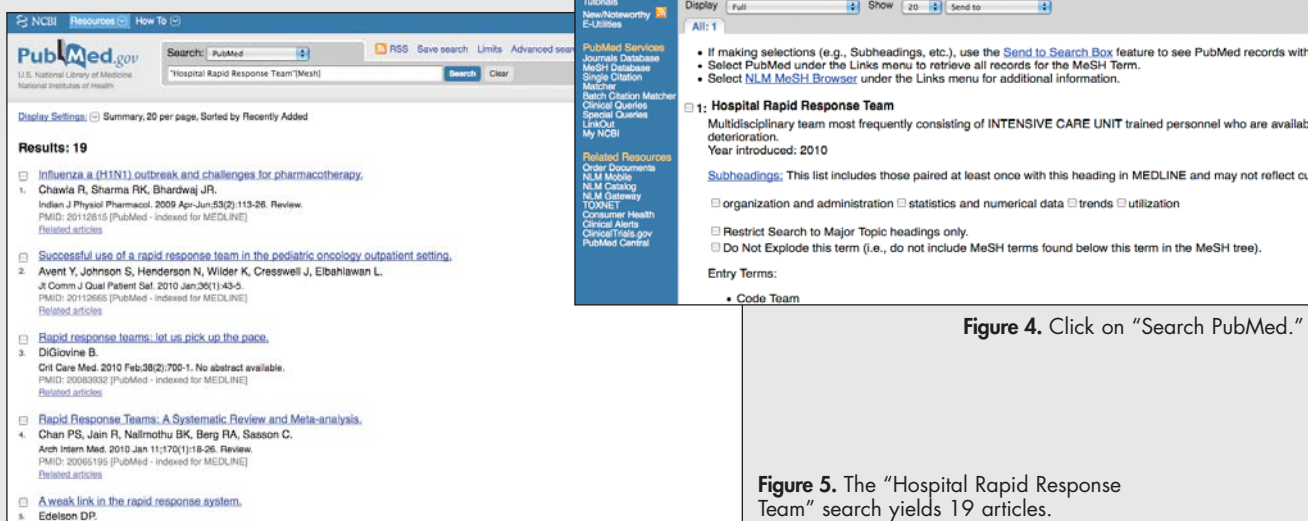 NCBI Resources How To
PubMed.gov
U.S. National Library of Medicine
National Institutes of Health
Search: PubMed
RSS Save search Limits Advanced sear
"Hospital Rapid Response Team"[Mesh]
Search Clear
Display Settings: Summary, 20 per page, Sorted by Recently Added
Results: 19
Influenza a (H1N1) outbreak and challenges for pharmacotherapy.
1. Chawla R, Sharma RK, Bhardwaj JR.
Indian J Physiol Pharmacol. 2009 Apr-Jun;53(2):113-26. Review.
PMID: 20112815 [PubMed - indexed for MEDLINE]
Related articles
Successful use of a rapid response team in the pediatric oncology outpatient setting.
2. Avent Y, Johnson S, Henderson N, Wilder K, Cresswell J, Elbahlawan L.
Jt Comm J Qual Patient Saf. 2010 Jan;36(1):43-5.
PMID: 20112665 [PubMed - indexed for MEDLINE]
Related articles
Rapid response teams: let us pick up the pace.
3. DiGiovine B.
Crit Care Med. 2010 Feb;38(2):700-1. No abstract available.
PMID: 20083932 [PubMed - indexed for MEDLINE]
Related articles
Rapid Response Teams: A Systematic Review and Meta-analysis.
4. Chan PS, Jain R, Nallmothu BK, Berg RA, Sasson C.
Arch Intern Med. 2010 Jan 11;170(1):18-26. Review.
PMID: 20065195 [PubMed - indexed for MEDLINE]
Related articles
A weak link in the rapid response system.
5. Edelson DP.
Tutorials
New/Noteworthy
E-Utilities
PubMed Services
Journals Database
MeSH Database
Single Citation
Matcher
Batch Citation Matcher
Clinical Queries
Special Queries
LinkOut
My NCBI
Related Resources
Order Documents
NLM Mobile
NLM Catalog
NLM Gateway
TOXNET
Consumer Health
Clinical Alerts
ClinicalTrials.gov
PubMed Central
Display Full Show 20 Send to
All: 1
• If making selections (e.g., Subheadings, etc.), use the Send to Search Box feature to see PubMed records with
• Select PubMed under the Links menu to retrieve all records for the MeSH Term.
• Select NLM MeSH Browser under the Links menu for additional information.
1: Hospital Rapid Response Team
Multidisciplinary team most frequently consisting of INTENSIVE CARE UNIT trained personnel who are availab
deterioration.
Year introduced: 2010
Subheadings: This list includes those paired at least once with this heading in MEDLINE and may not reflect cu
organization and administration statistics and numerical data trends utilization
Restrict Search to Major Topic headings only.
Do Not Explode this term (i.e., do not include MeSH terms found below this term in the MeSH tree).
Entry Terms:
• Code Team
Figure 4. Click on “Search PubMed.”
Figure 5. The “Hospital Rapid Response
Team” search yields 19 articles.